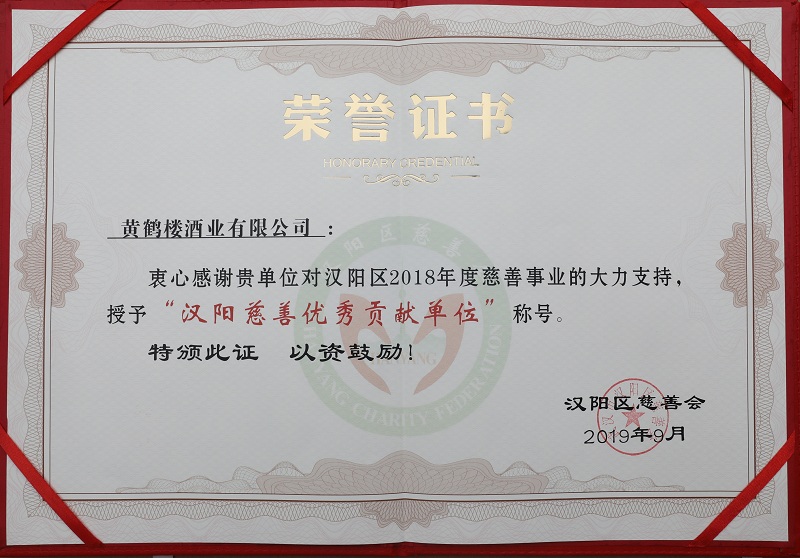 荣誉证书
HONORARY CREDENTIAL
黄鹤楼酒业有限公司：
衷心感谢贵单位对汉阳区2018年度慈善事业的大力支持，
授予“汉阳慈善优秀贡献单位”称号。
特颁此证 以资鼓励！
汉阳区慈善会
2019年9月